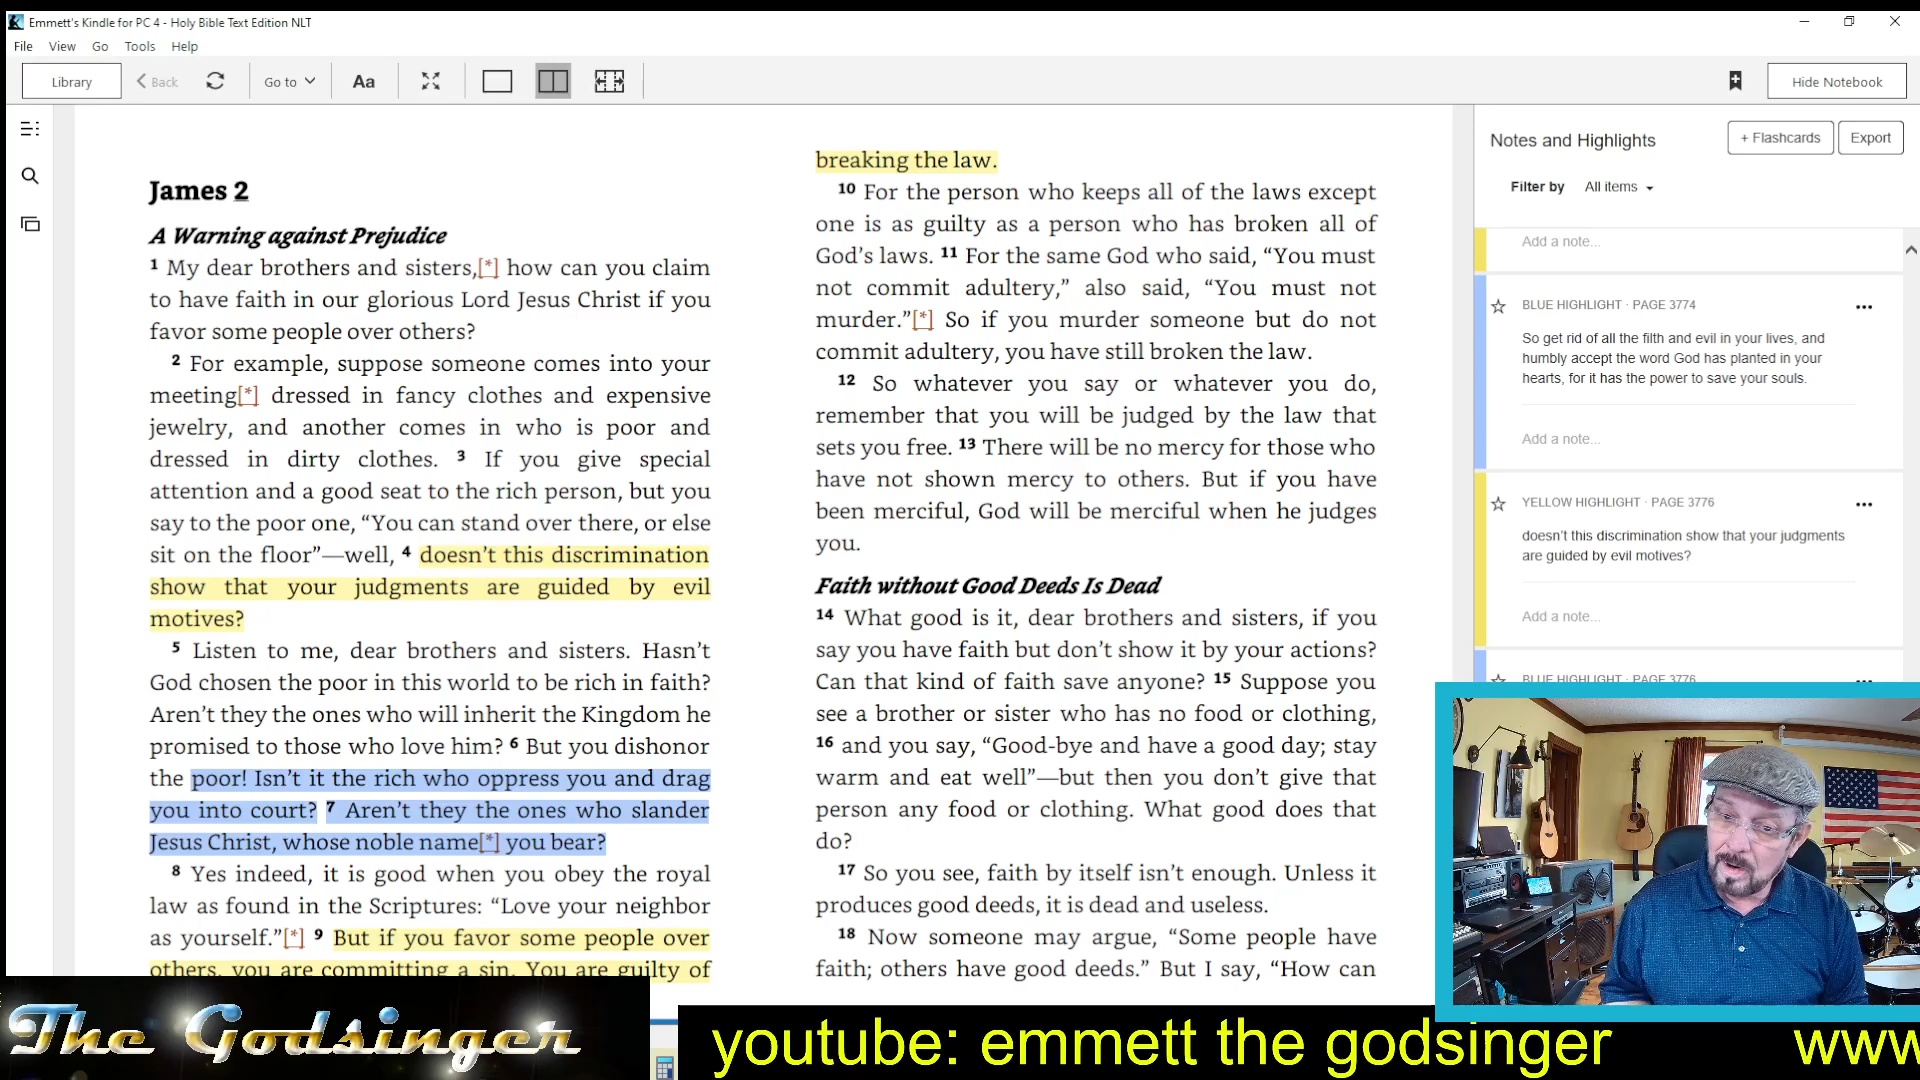 Emmett's Kindle for PC 4 - Holy Bible Text Edition NLT
File View Go Tools Help
Library Back Go to Aa Hide Notebook
James 2
A Warning against Prejudice
1 My dear brothers and sisters,[*] how can you claim
to have faith in our glorious Lord Jesus Christ if you
favor some people over others?
2 For example, suppose someone comes into your
meeting[*] dressed in fancy clothes and expensive
jewelry, and another comes in who is poor and
dressed in dirty clothes. 3 If you give special
attention and a good seat to the rich person, but you
say to the poor one, “You can stand over there, or else
sit on the floor”—well, 4 doesn’t this discrimination
show that your judgments are guided by evil
motives?
5 Listen to me, dear brothers and sisters. Hasn’t
God chosen the poor in this world to be rich in faith?
Aren’t they the ones who will inherit the Kingdom he
promised to those who love him? 6 But you dishonor
the poor! Isn’t it the rich who oppress you and drag
you into court? 7 Aren’t they the ones who slander
Jesus Christ, whose noble name[*] you bear?
8 Yes indeed, it is good when you obey the royal
law as found in the Scriptures: “Love your neighbor
as yourself.”[*] 9 But if you favor some people over
others, you are committing a sin. You are guilty of
breaking the law.
10 For the person who keeps all of the laws except
one is as guilty as a person who has broken all of
God’s laws. 11 For the same God who said, “You must
not commit adultery,” also said, “You must not
murder.”[*] So if you murder someone but do not
commit adultery, you have still broken the law.
12 So whatever you say or whatever you do,
remember that you will be judged by the law that
sets you free. 13 There will be no mercy for those who
have not shown mercy to others. But if you have
been merciful, God will be merciful when he judges
you.
Faith without Good Deeds Is Dead
14 What good is it, dear brothers and sisters, if you
say you have faith but don’t show it by your actions?
Can that kind of faith save anyone? 15 Suppose you
see a brother or sister who has no food or clothing,
16 and you say, “Good-bye and have a good day; stay
warm and eat well”—but then you don’t give that
person any food or clothing. What good does that
do?
17 So you see, faith by itself isn’t enough. Unless it
produces good deeds, it is dead and useless.
18 Now someone may argue, “Some people have
faith; others have good deeds.” But I say, “How can
Notes and Highlights + Flashcards Export
Filter by All items
Add a note...
BLUE HIGHLIGHT · PAGE 3774
So get rid of all the filth and evil in your lives, and
humbly accept the word God has planted in your
hearts, for it has the power to save your souls.
Add a note...
YELLOW HIGHLIGHT · PAGE 3776
doesn’t this discrimination show that your judgments
are guided by evil motives?
Add a note...
BLUE HIGHLIGHT · PAGE 3776
The Godsinger
youtube: emmett the godsinger www